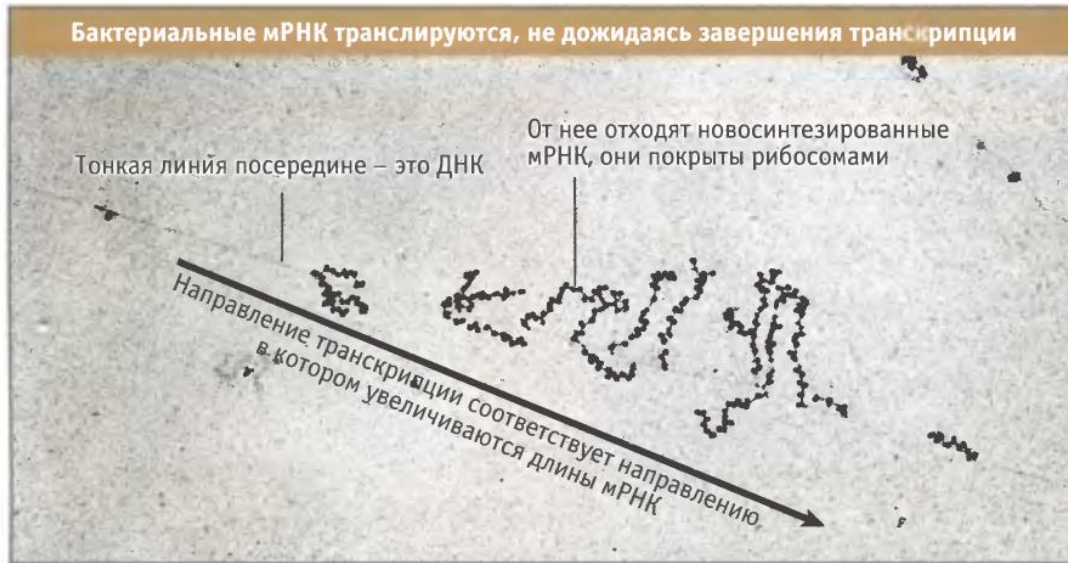 Бактериальные мРНК транслируются, не дожидаясь завершения транскрипции
От нее отходят новосинтезированные
мРНК, они покрыты рибосомами
Тонкая линия посередине – это ДНК
Направление транскрипции соответствует направлению
в котором увеличиваются длины мРНК